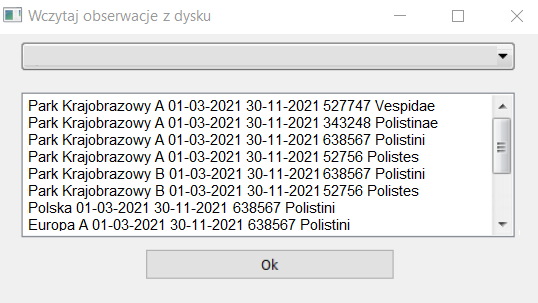 Wczytaj obserwacje z dysku
Park Krajobrazowy A 01-03-2021 30-11-2021 527747 Vespidae
Park Krajobrazowy A 01-03-2021 30-11-2021 343248 Polistinae
Park Krajobrazowy A 01-03-2021 30-11-2021 638567 Polistini
Park Krajobrazowy A 01-03-2021 30-11-2021 52756 Polistes
Park Krajobrazowy B 01-03-2021 30-11-2021 638567 Polistini
Park Krajobrazowy B 01-03-2021 30-11-2021 52756 Polistes
Polska 01-03-2021 30-11-2021 638567 Polistini
Europa A 01-03-2021 30-11-2021 638567 Polistini
Ok